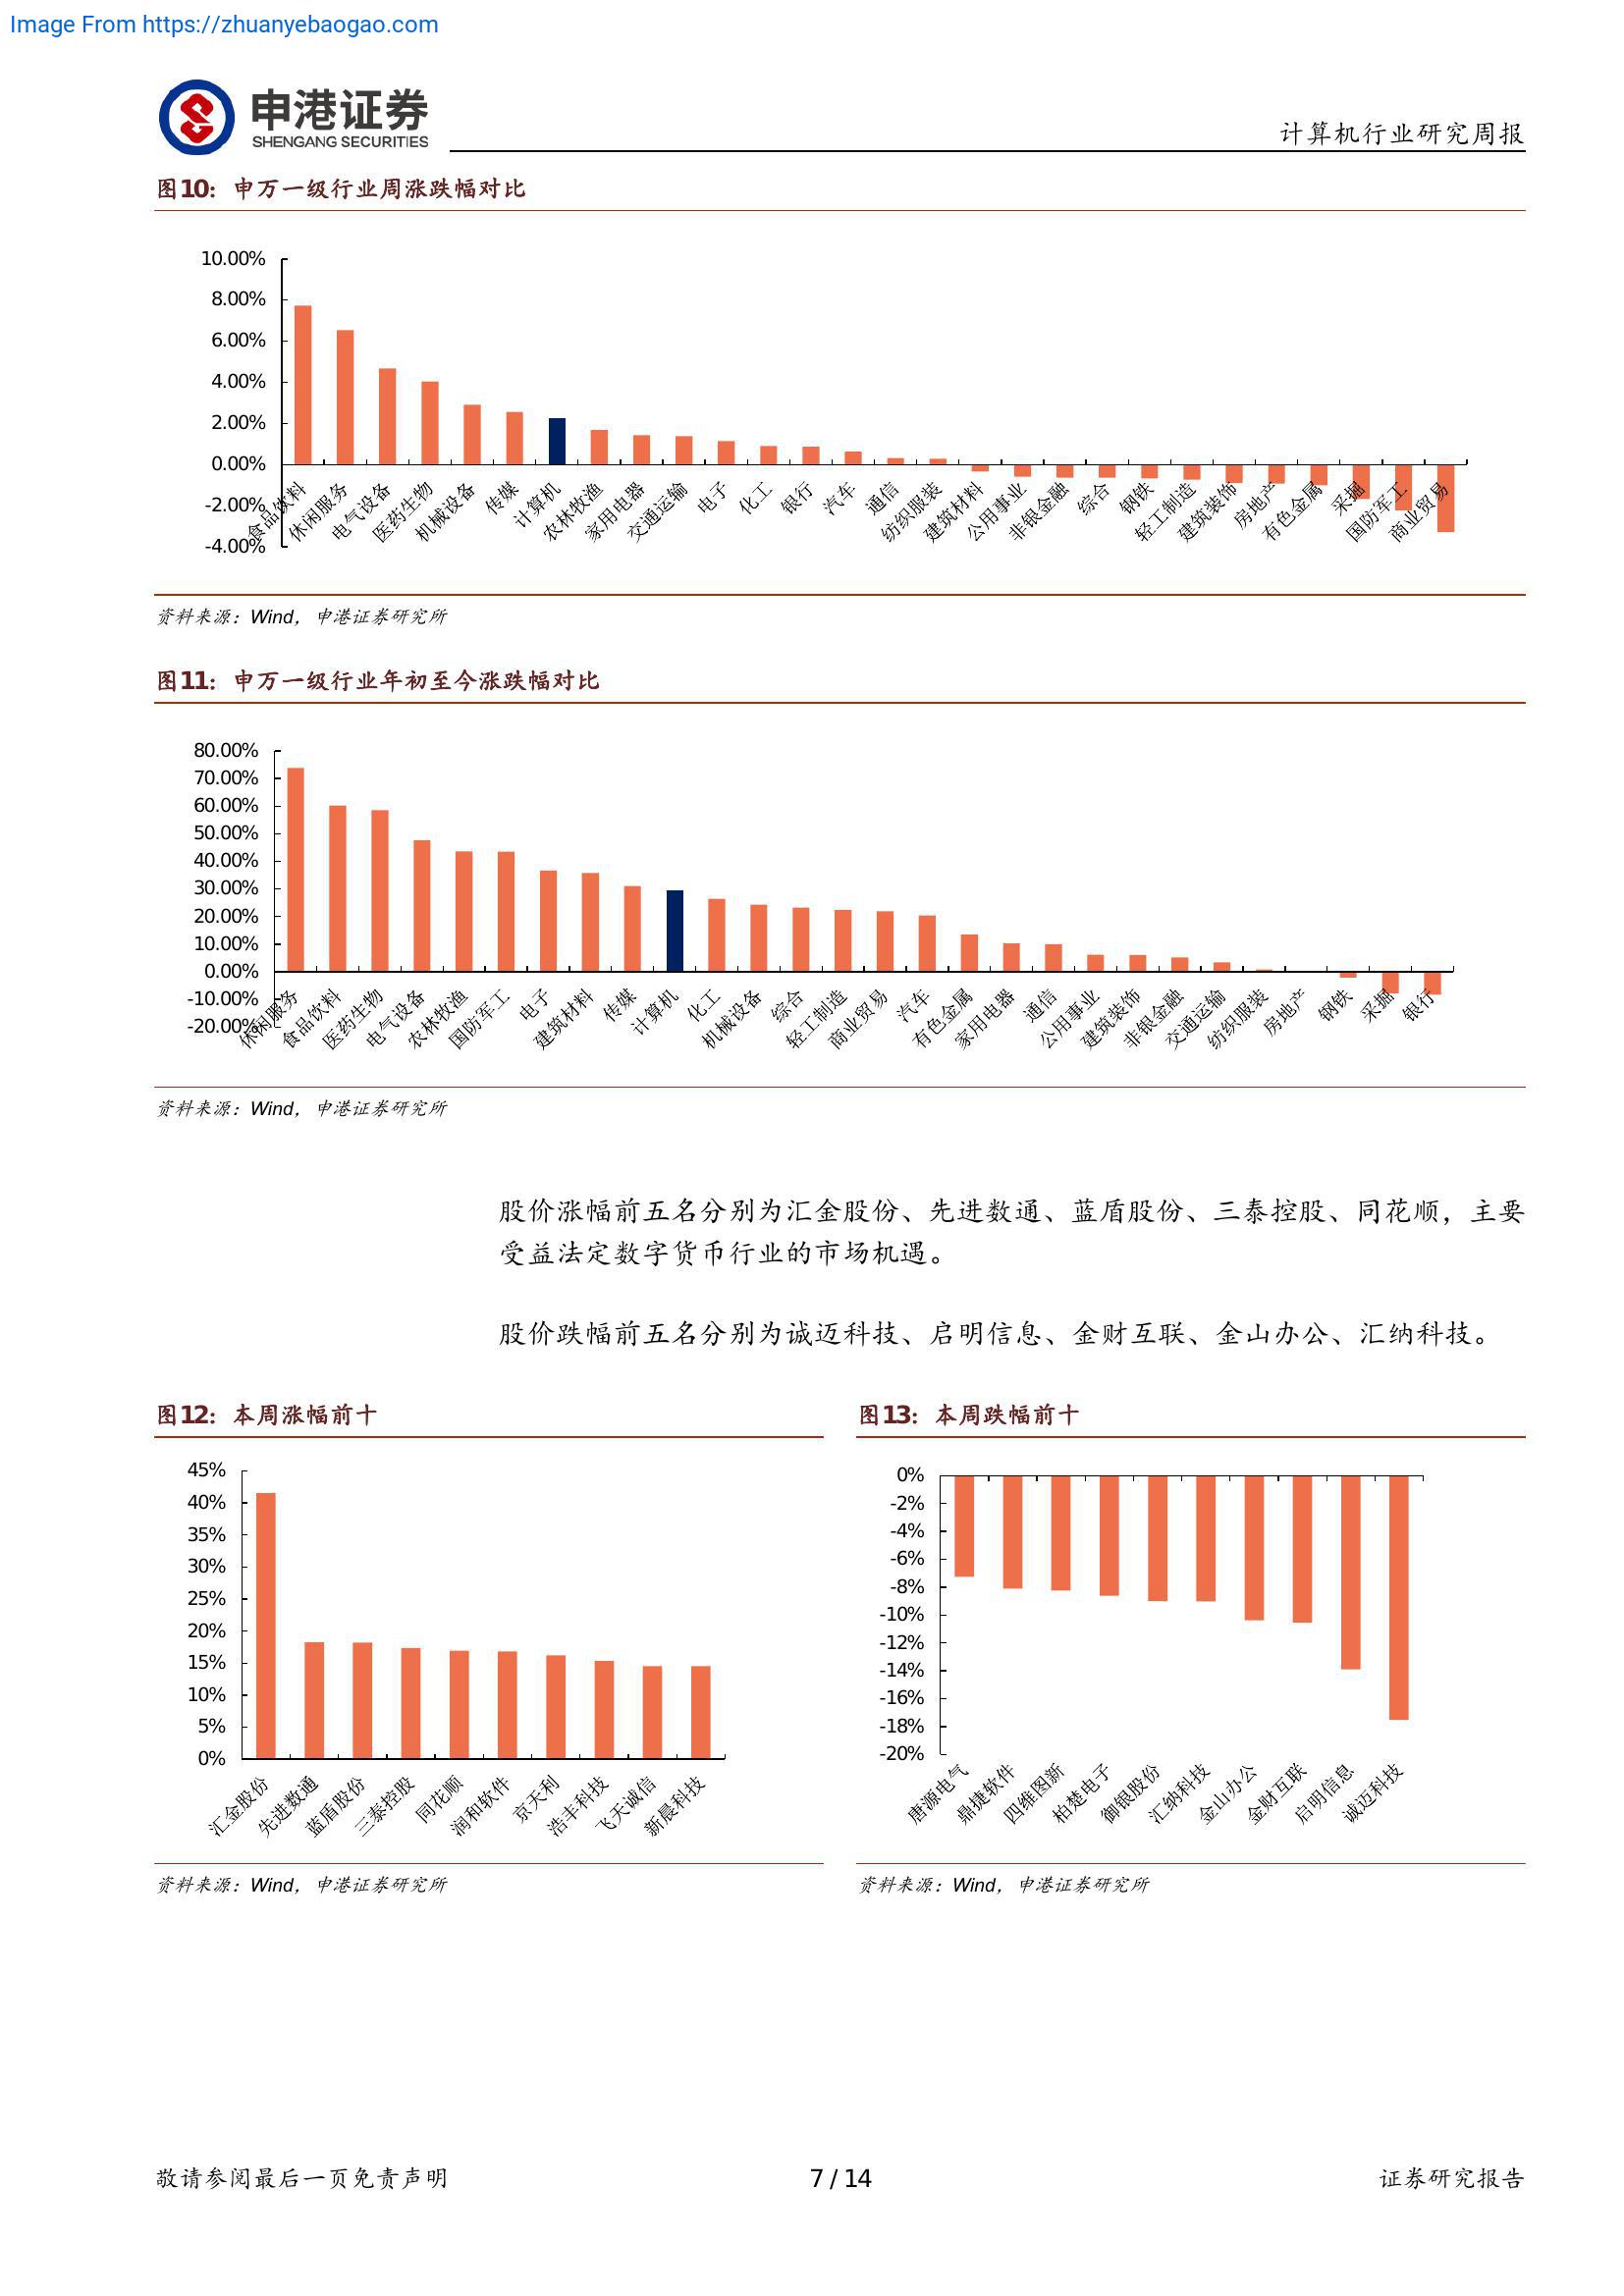 Image From https://zhuanyebaogao.com
申港证券
SHENGANG SECURITIES
计算机行业研究周报
图10：申万一级行业周涨跌幅对比
10.00%
8.00%
6.00%
4.00%
2.00%
0.00%
-2.00%
-4.00%
食品饮料
休闲服务
电气设备
医药生物
机械设备
传媒
计算机
农林牧渔
家用电器
交通运输
电子
化工
银行
汽车
通信
纺织服装
建筑材料
公用事业
非银金融
综合
钢铁
轻工制造
建筑装饰
房地产
有色金属
采掘
国防军工
商业贸易
资料来源：Wind，申港证券研究所
图11：申万一级行业年初至今涨跌幅对比
80.00%
70.00%
60.00%
50.00%
40.00%
30.00%
20.00%
10.00%
0.00%
-10.00%
-20.00%
休闲服务
食品饮料
医药生物
电气设备
农林牧渔
国防军工
电子
建筑材料
传媒
计算机
化工
机械设备
综合
轻工制造
商业贸易
汽车
有色金属
家用电器
通信
公用事业
建筑装饰
非银金融
交通运输
纺织服装
房地产
钢铁
采掘
银行
资料来源：Wind，申港证券研究所
股价涨幅前五名分别为汇金股份、先进数通、蓝盾股份、三泰控股、同花顺，主要
受益法定数字货币行业的市场机遇。
股价跌幅前五名分别为诚迈科技、启明信息、金财互联、金山办公、汇纳科技。
图12：本周涨幅前十
45%
40%
35%
30%
25%
20%
15%
10%
5%
0%
汇金股份
先进数通
蓝盾股份
三泰控股
同花顺
润和软件
京天利
浩丰科技
飞天诚信
新晨科技
资料来源：Wind，申港证券研究所
图13：本周跌幅前十
0%
-2%
-4%
-6%
-8%
-10%
-12%
-14%
-16%
-18%
-20%
唐源电气
鼎捷软件
四维图新
柏楚电子
御银股份
汇纳科技
金山办公
金财互联
启明信息
诚迈科技
资料来源：Wind，申港证券研究所
敬请参阅最后一页免责声明
7 / 14
证券研究报告